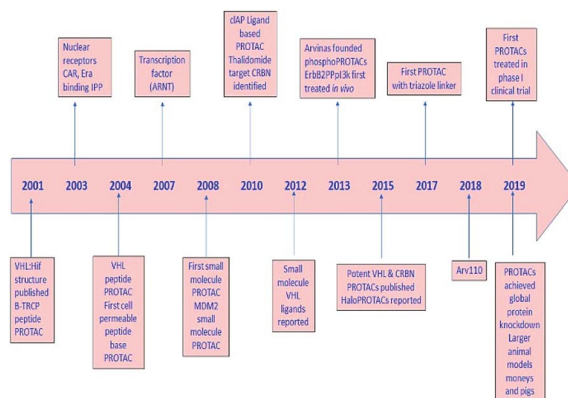 Nuclear
receptors
CAR, Era
binding IPP
Transcription
factor
(ARNT)
cIAP Ligand
based
PROTAC
Thalidomide
target CRBN
identified
Arvinas founded
phosphoPROTACs
ErbB2PPpI3k first
treated in vivo
First PROTAC
with triazole linker
First
PROTACs
treated in
phase I
clinical trial
2001 2003 2004 2007 2008 2010 2012 2013 2015 2017 2018 2019
VHL:Hif
structure
published
B-TRCP
peptide
PROTAC
VHL
peptide
PROTAC
First cell
permeable
peptide
base PROTAC
First small
molecule
PROTAC
MDM2
small
molecule
PROTAC
Small
molecule
VHL
ligands
reported
Potent VHL & CRBN
PROTACs published
HaloPROTACs reported
Arv110
PROTACs
achieved
global
protein
knockdown
Larger
animal
models
moneys
and pigs